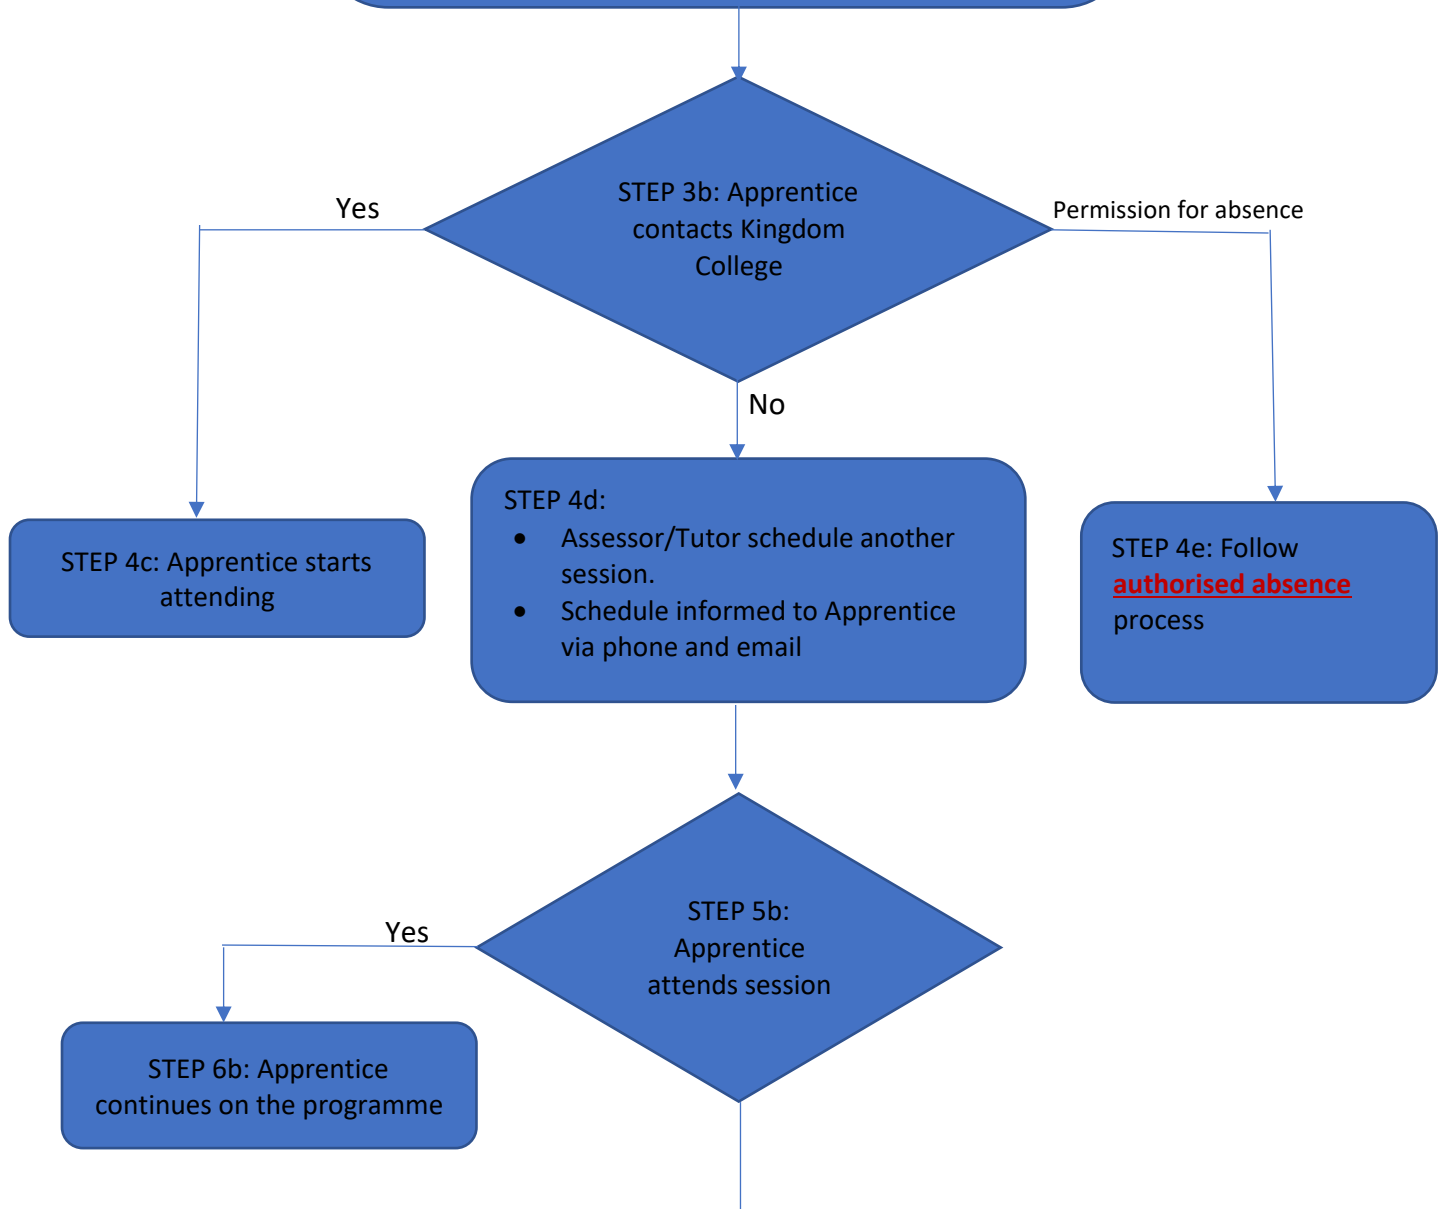 STEP 3b: Apprentice
contacts Kingdom
College
Yes
Permission for absence
No
STEP 4c: Apprentice starts
attending
STEP 4d:
• Assessor/Tutor schedule another
session.
• Schedule informed to Apprentice
via phone and email
STEP 4e: Follow
authorised absence
process
STEP 5b:
Apprentice
attends session
Yes
STEP 6b: Apprentice
continues on the programme